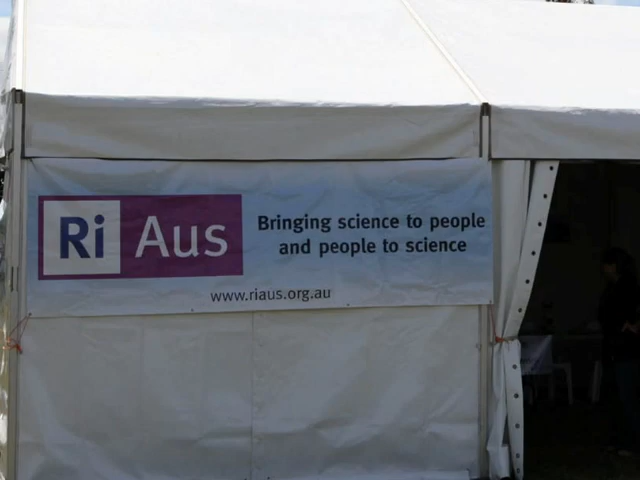 Ri Aus
Bringing science to people
and people to science
www.riaus.org.au